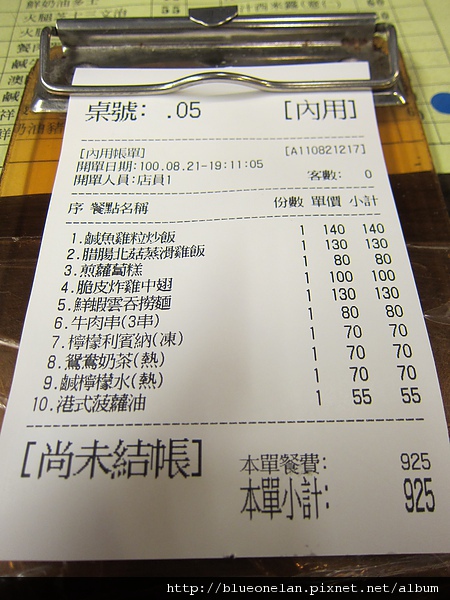 鮮奶油多士 55
桌號: .05 [內用]
[內用帳單] [A110821217]
開單日期:100.08.21-19:11:05
開單人員:店員1 客數: 0
序 餐點名稱 份數 單價 小計
1.鹹魚雞粒炒飯 1 140 140
2.腊腸北菇蒸滑雞飯 1 130 130
3.煎蘿蔔糕 1 80 80
4.脆皮炸雞中翅 1 100 100
5.鮮蝦雲吞撈麵 1 130 130
6.牛肉串(3串) 1 80 80
7.檸檬利賓納(凍) 1 70 70
8.鴛鴦奶茶(熱) 1 70 70
9.鹹檸檬水(熱) 1 70 70
10.港式菠蘿油 1 55 55
[尚未結帳] 本單餐費: 925
本單小計: 925
http://blueonelan.pixnet.net/album